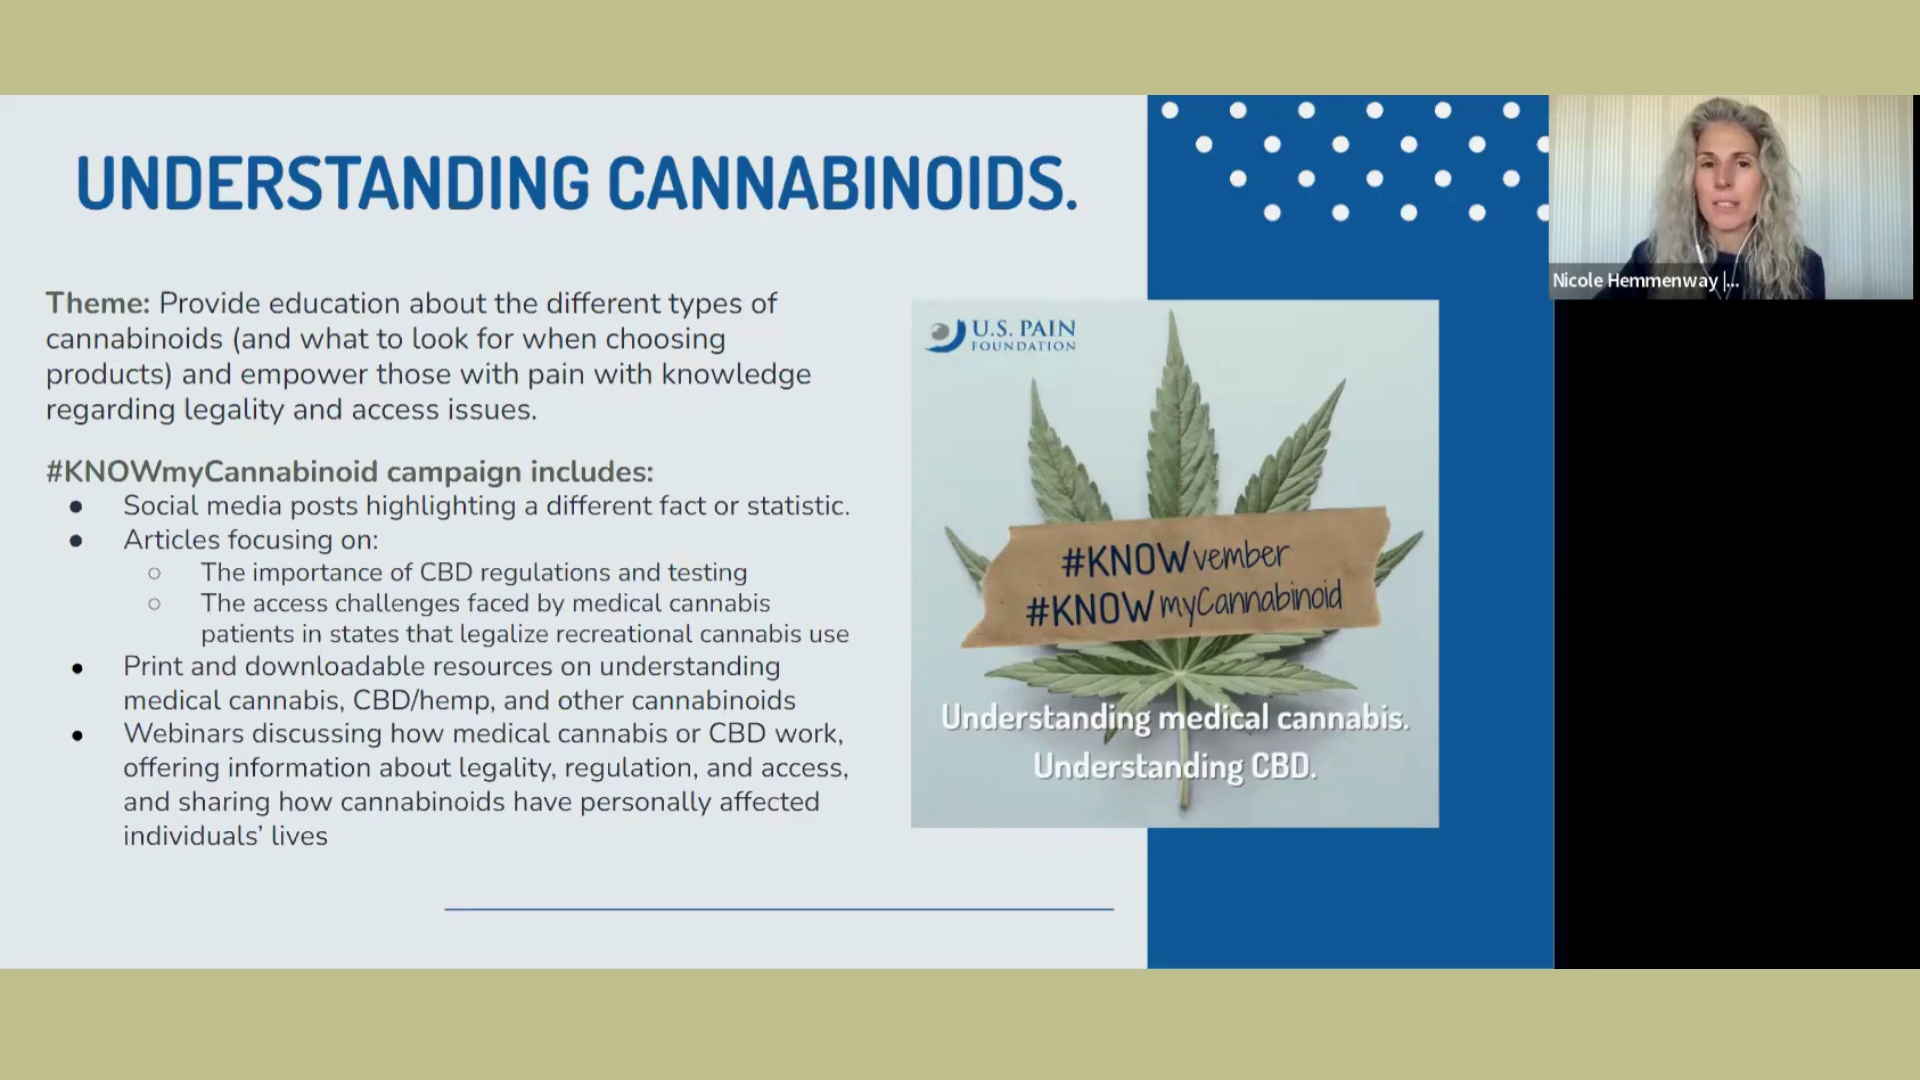 UNDERSTANDING CANNABINOIDS.
Theme: Provide education about the different types of
cannabinoids (and what to look for when choosing
products) and empower those with pain with knowledge
regarding legality and access issues.
#KNOWmyCannabinoid campaign includes:
● Social media posts highlighting a different fact or statistic.
● Articles focusing on:
○ The importance of CBD regulations and testing
○ The access challenges faced by medical cannabis
patients in states that legalize recreational cannabis use
● Print and downloadable resources on understanding
medical cannabis, CBD/hemp, and other cannabinoids
● Webinars discussing how medical cannabis or CBD work,
offering information about legality, regulation, and access,
and sharing how cannabinoids have personally affected
individuals’ lives
U.S. PAIN
FOUNDATION
#KNOWvember
#KNOWmyCannabinoid
Understanding medical cannabis.
Understanding CBD.
Nicole Hemmenway |...